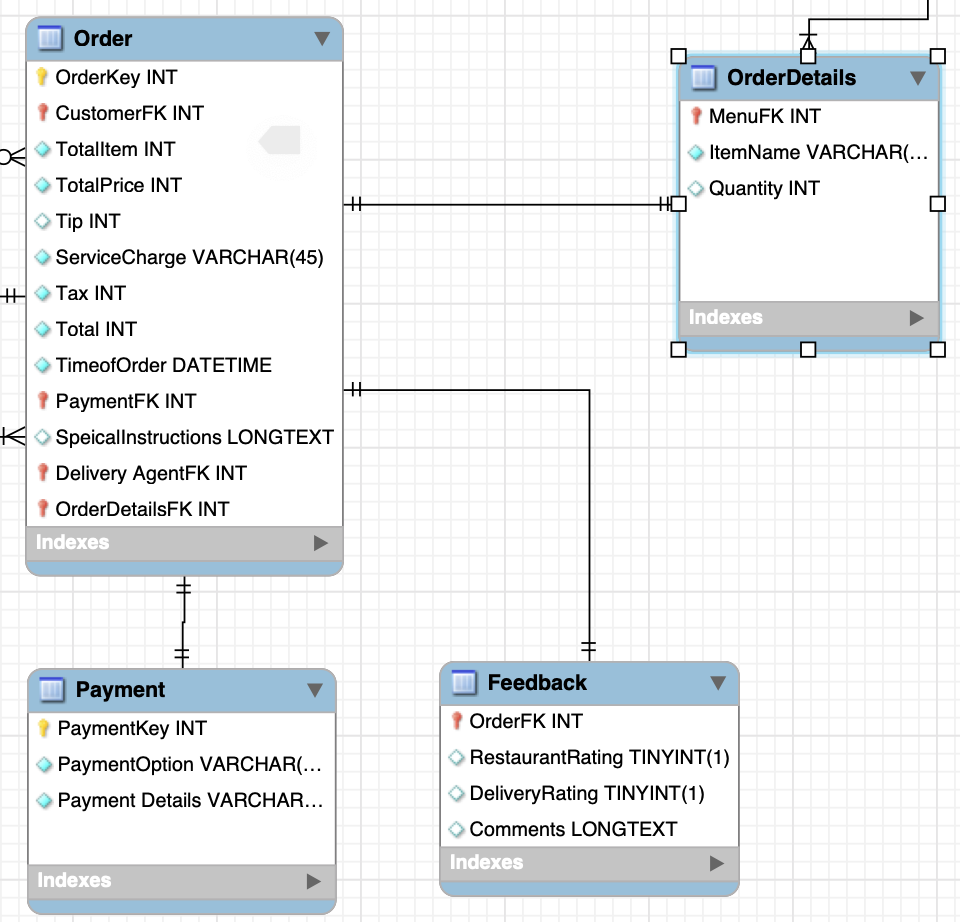 Order
OrderKey INT
CustomerFK INT
TotalItem INT
TotalPrice INT
Tip INT
ServiceCharge VARCHAR(45)
Tax INT
Total INT
TimeofOrder DATETIME
PaymentFK INT
SpeicalInstructions LONGTEXT
Delivery AgentFK INT
OrderDetailsFK INT
Indexes
OrderDetails
MenuFK INT
ItemName VARCHAR(...
Quantity INT
Indexes
Payment
PaymentKey INT
PaymentOption VARCHAR(...
Payment Details VARCHAR...
Indexes
Feedback
OrderFK INT
RestaurantRating TINYINT(1)
DeliveryRating TINYINT(1)
Comments LONGTEXT
Indexes